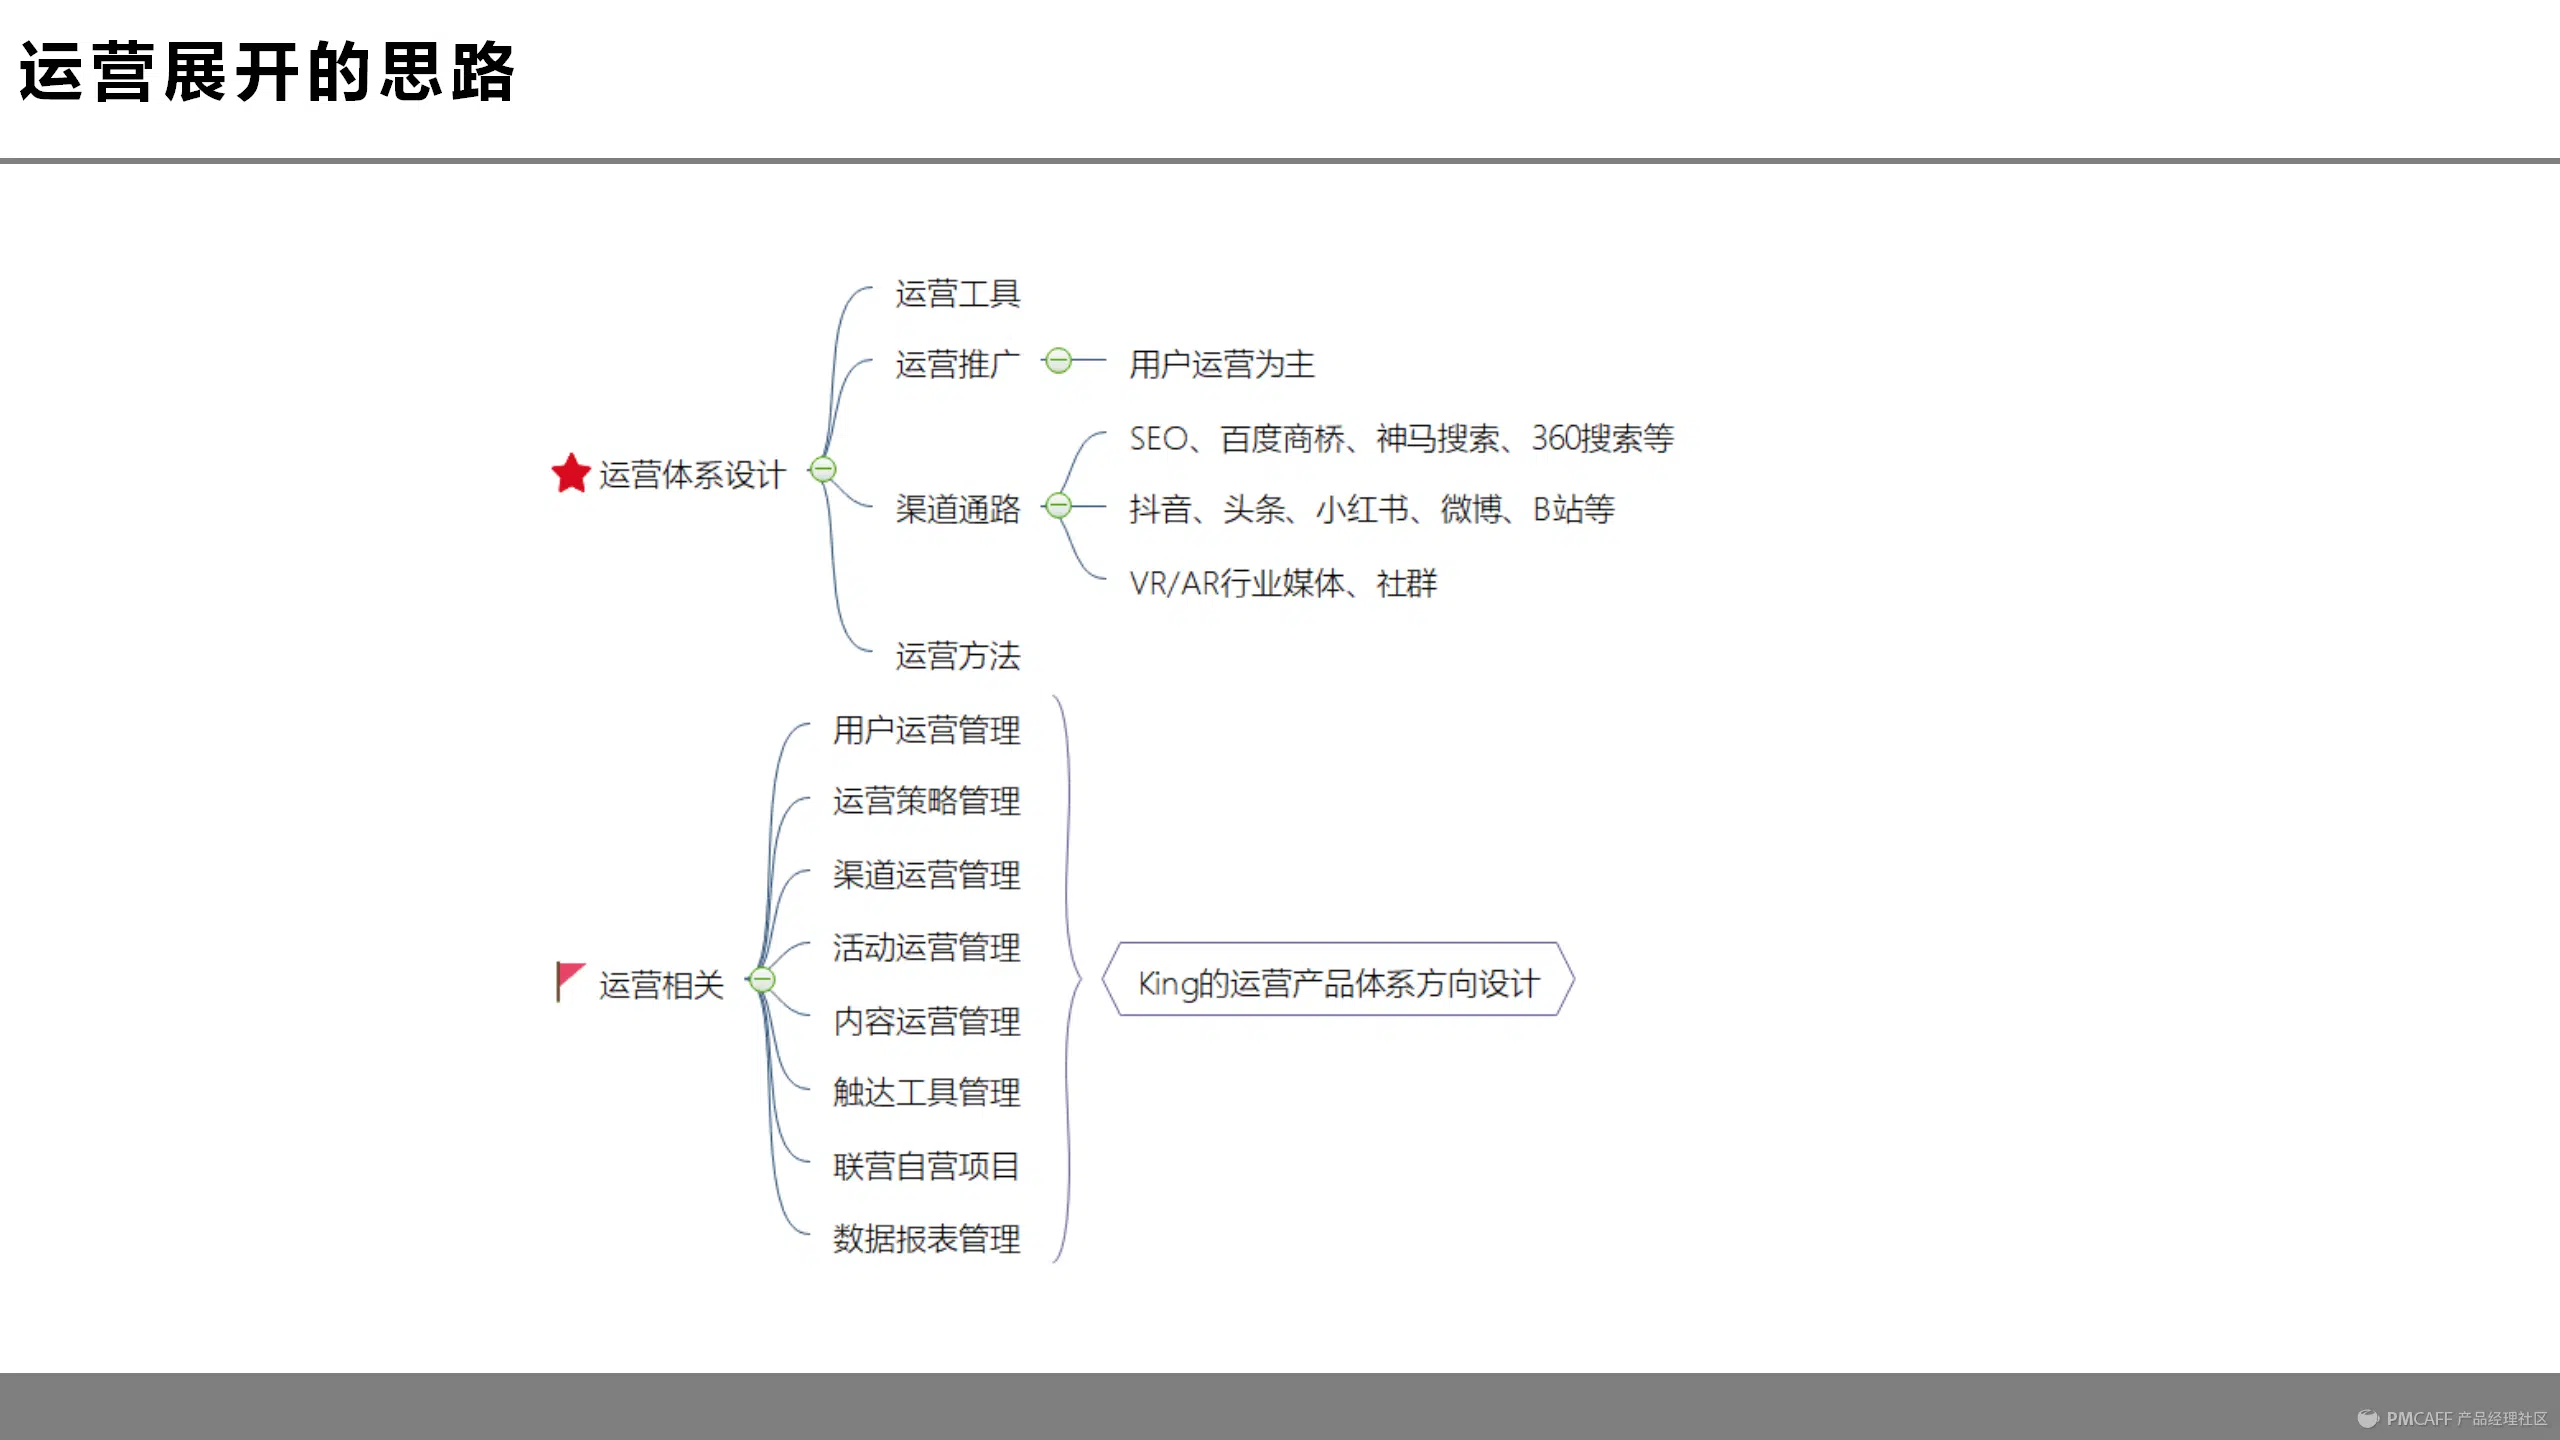 运营展开的思路
运营工具
运营推广
用户运营为主
运营体系设计
渠道通路
SEO、百度商桥、神马搜索、360搜索等
抖音、头条、小红书、微博、B站等
VR/AR行业媒体、社群
运营方法
运营相关
用户运营管理
运营策略管理
渠道运营管理
活动运营管理
内容运营管理
触达工具管理
联营自营项目
数据报表管理
King的运营产品体系方向设计
PMCAFF 产品经理社区